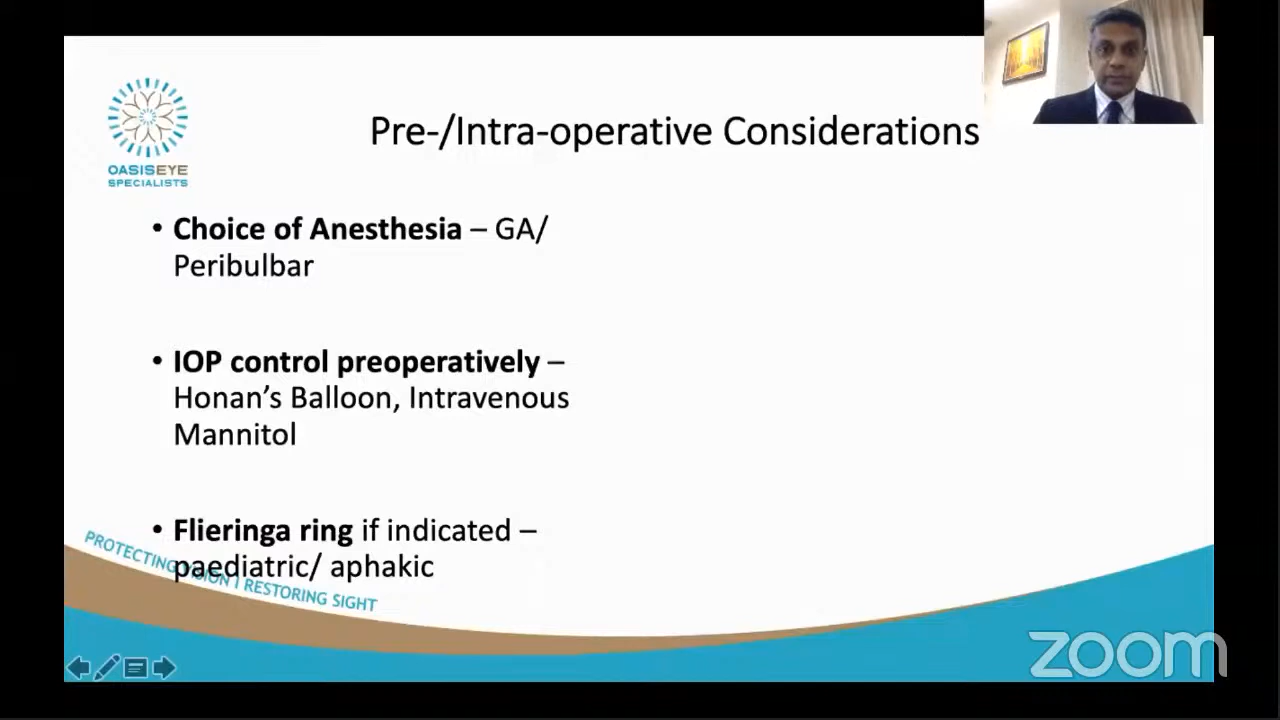 Pre-/Intra-operative Considerations
OASISEYE
SPECIALISTS
• Choice of Anesthesia – GA/
Peribulbar
• IOP control preoperatively –
Honan’s Balloon, Intravenous
Mannitol
• Flieringa ring if indicated –
paediatric/ aphakic
PROTECTING VISION I RESTORING SIGHT
zoom